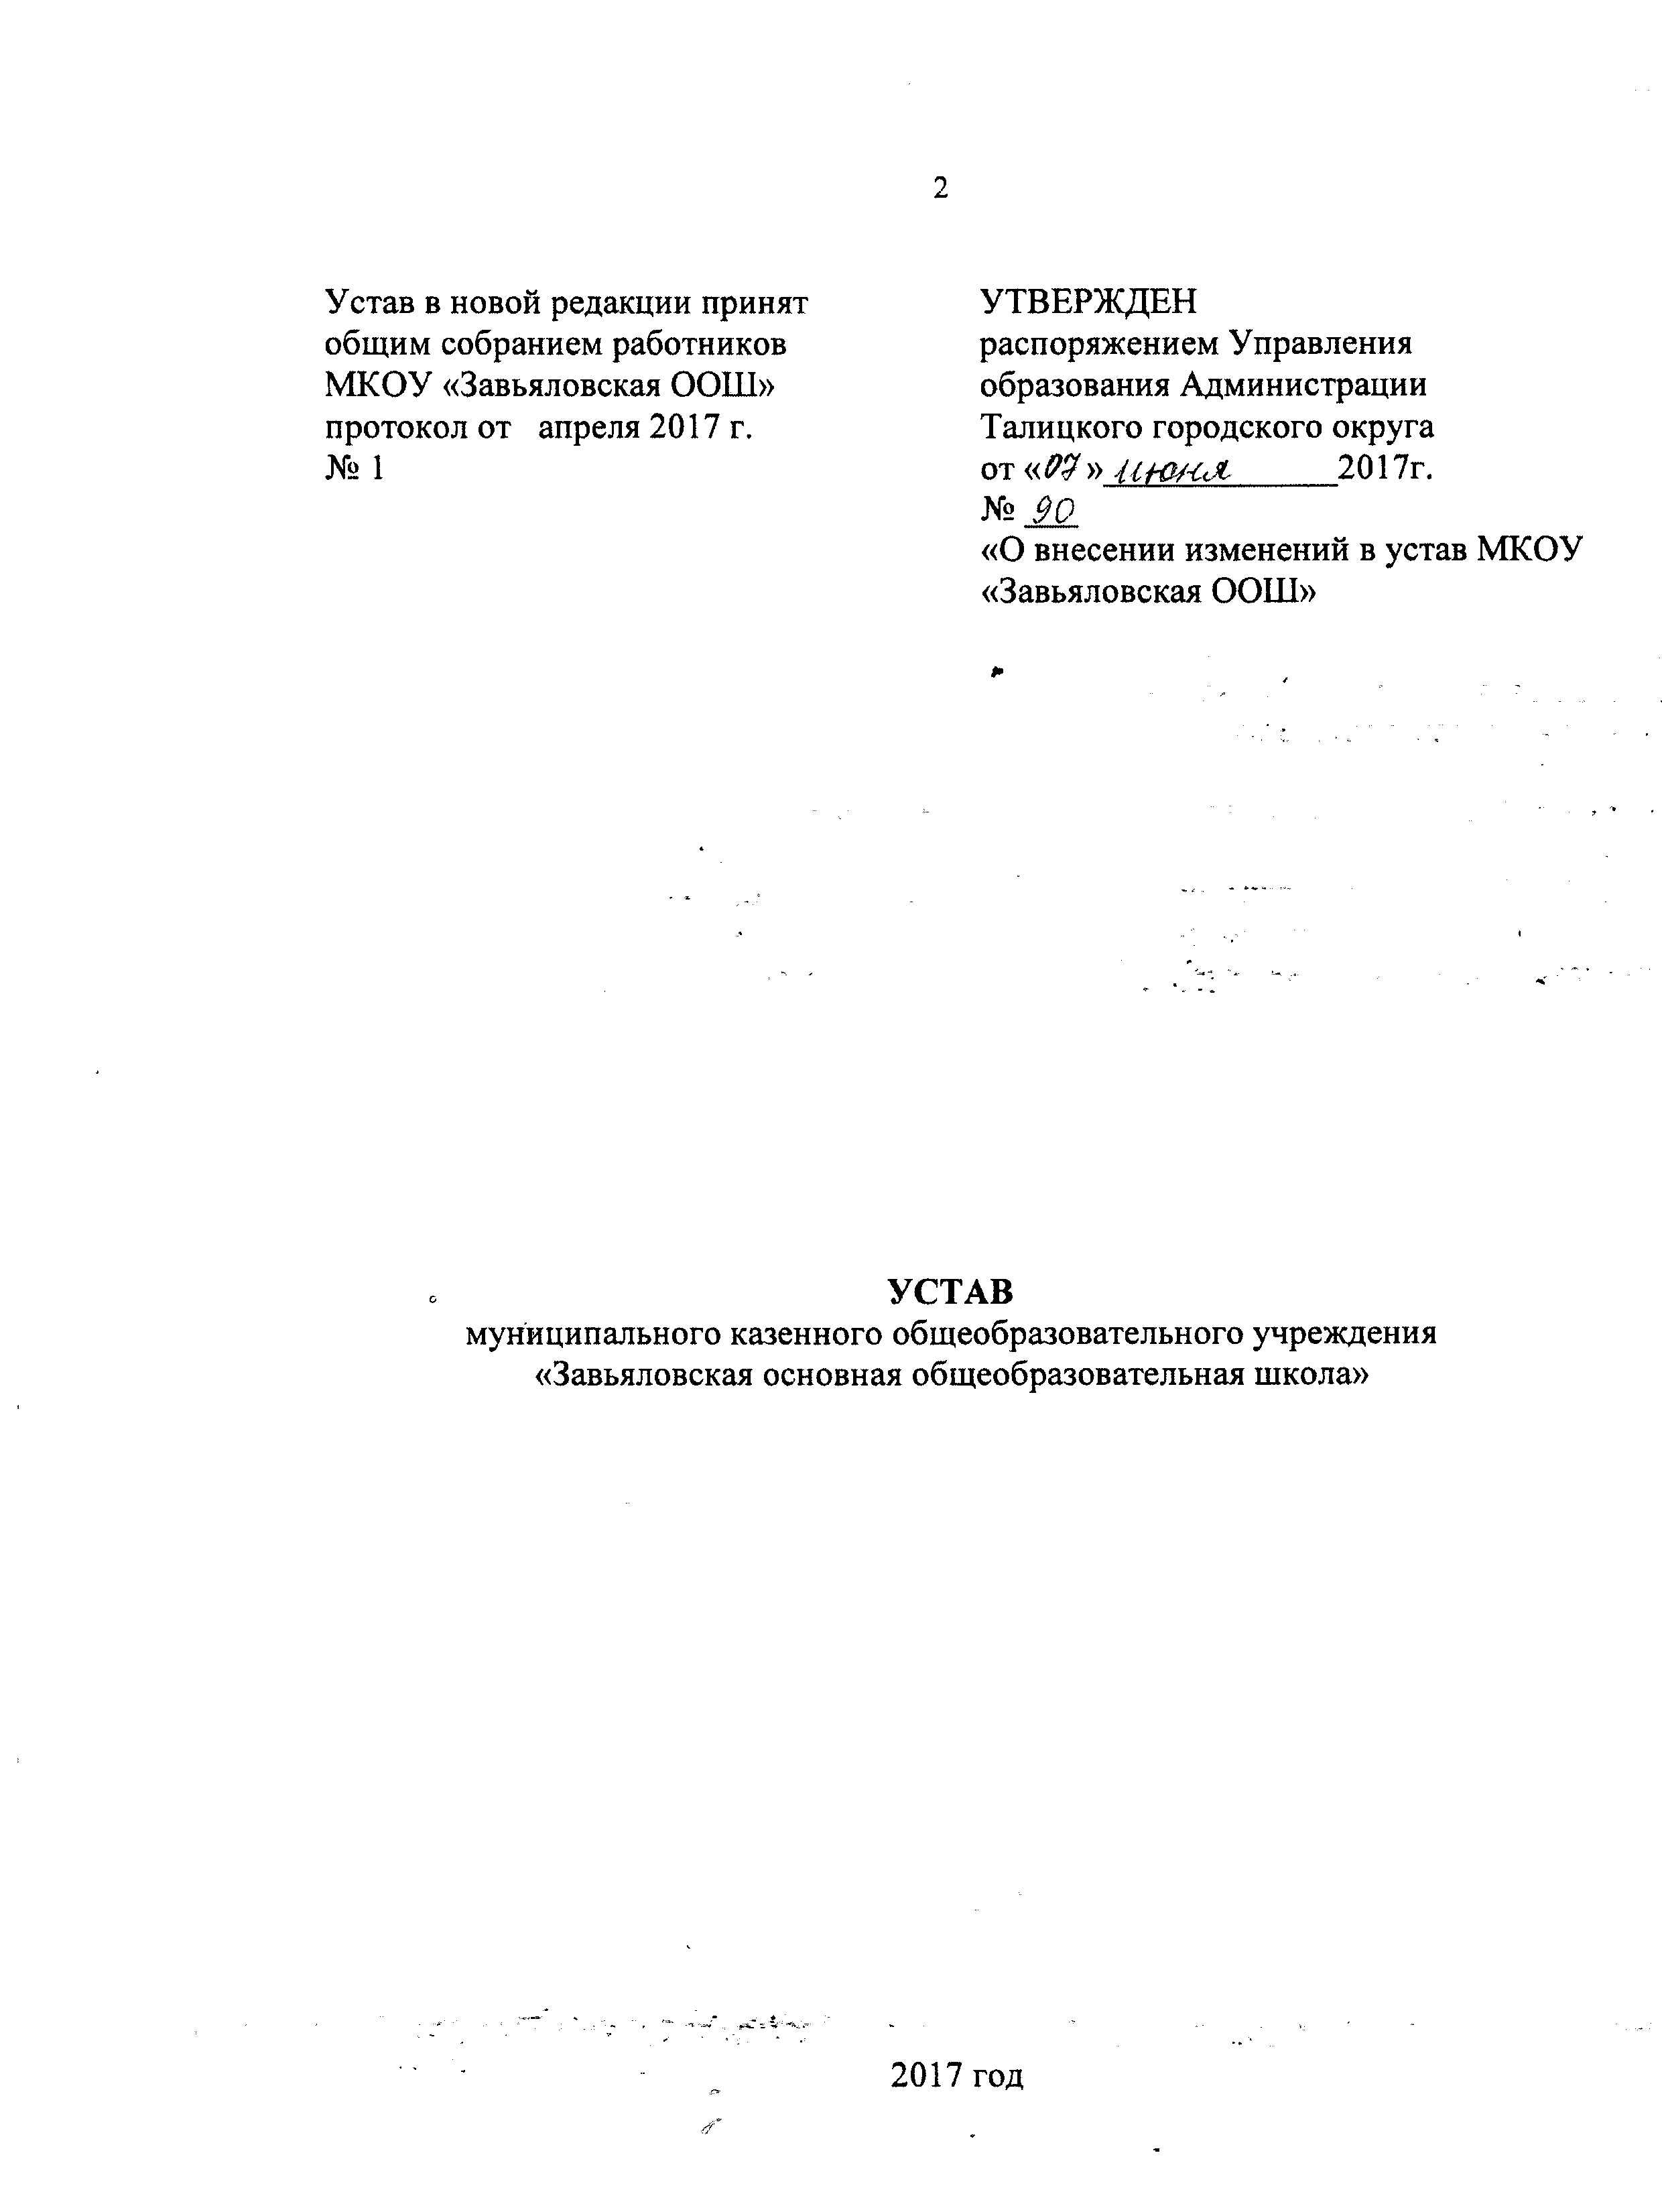 2
Устав в новой редакции принят
общим собранием работников
МКОУ «Завьяловская ООШ»
протокол от апреля 2017 г.
№ 1
УТВЕРЖДЕН
распоряжением Управления
образования Администрации
Талицкого городского округа
от «07» июня 2017г.
№ 90
«О внесении изменений в устав МКОУ
«Завьяловская ООШ»
УСТАВ
муниципального казенного общеобразовательного учреждения
«Завьяловская основная общеобразовательная школа»
2017 год